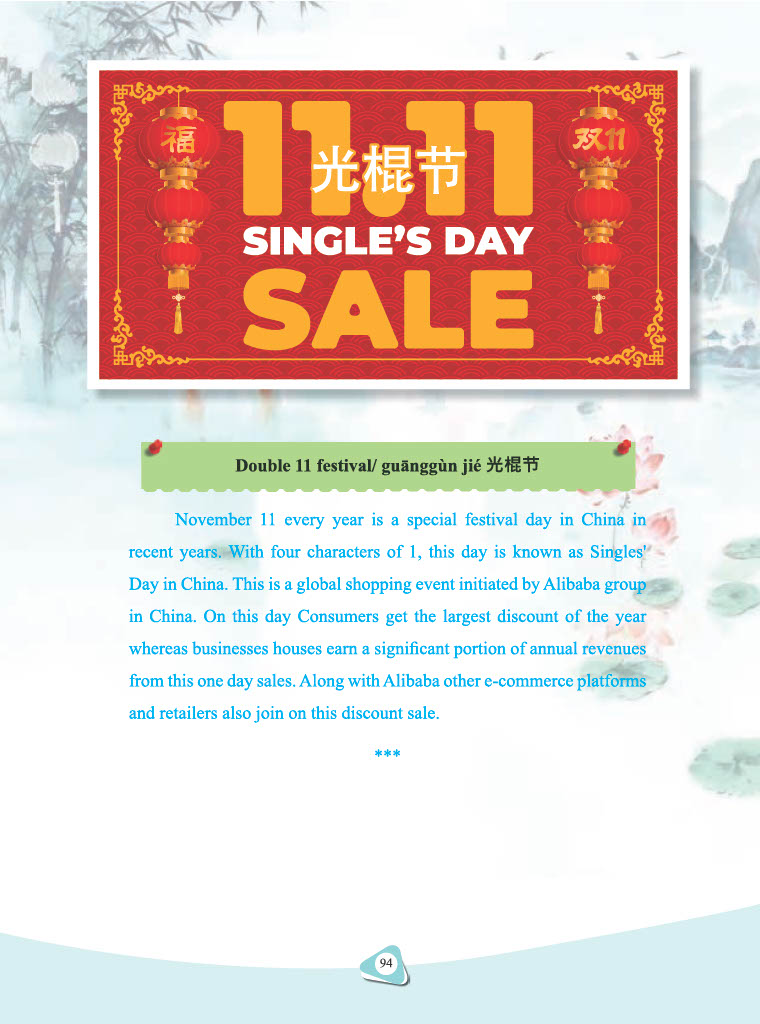 福
双11
11.11
光棍节
SINGLE'S DAY
SALE
Double 11 festival/ guānggùn jié 光棍节
November 11 every year is a special festival day in China in
recent years. With four characters of 1, this day is known as Singles'
Day in China. This is a global shopping event initiated by Alibaba group
in China. On this day Consumers get the largest discount of the year
whereas businesses houses earn a significant portion of annual revenues
from this one day sales. Along with Alibaba other e-commerce platforms
and retailers also join on this discount sale.
***
94